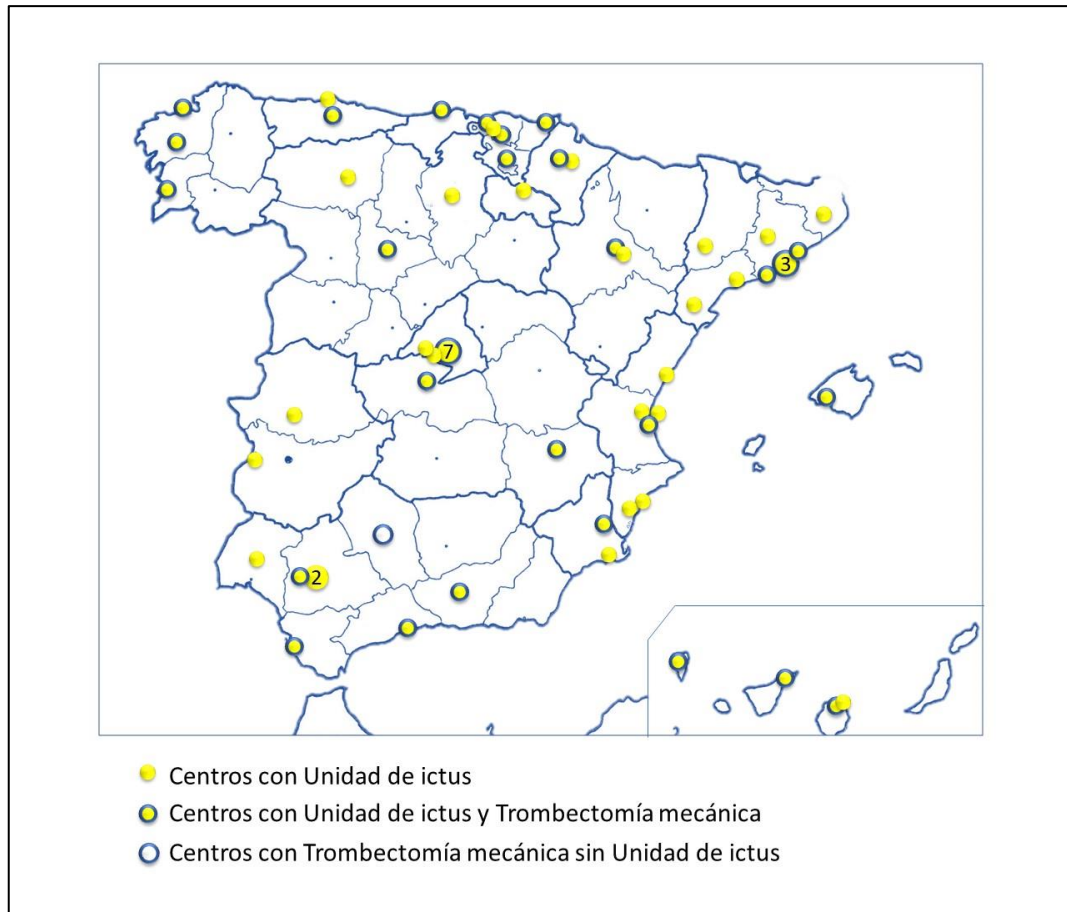 3
7
2
Centros con Unidad de ictus
Centros con Unidad de ictus y Trombectomía mecánica
Centros con Trombectomía mecánica sin Unidad de ictus